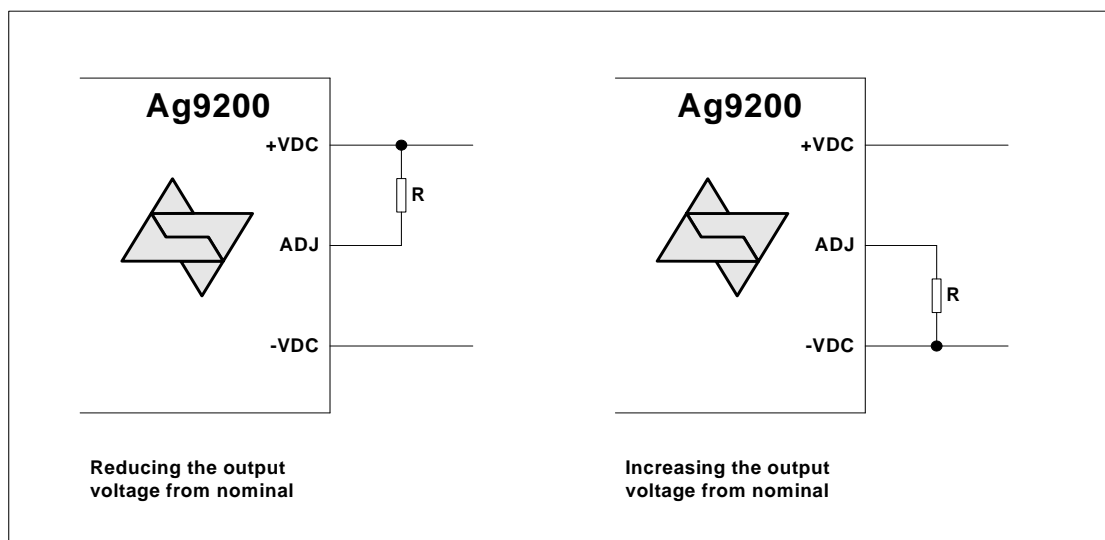 Ag9200
+VDC
R
ADJ
-VDC
Reducing the output
voltage from nominal
Ag9200
+VDC
ADJ
R
-VDC
Increasing the output
voltage from nominal